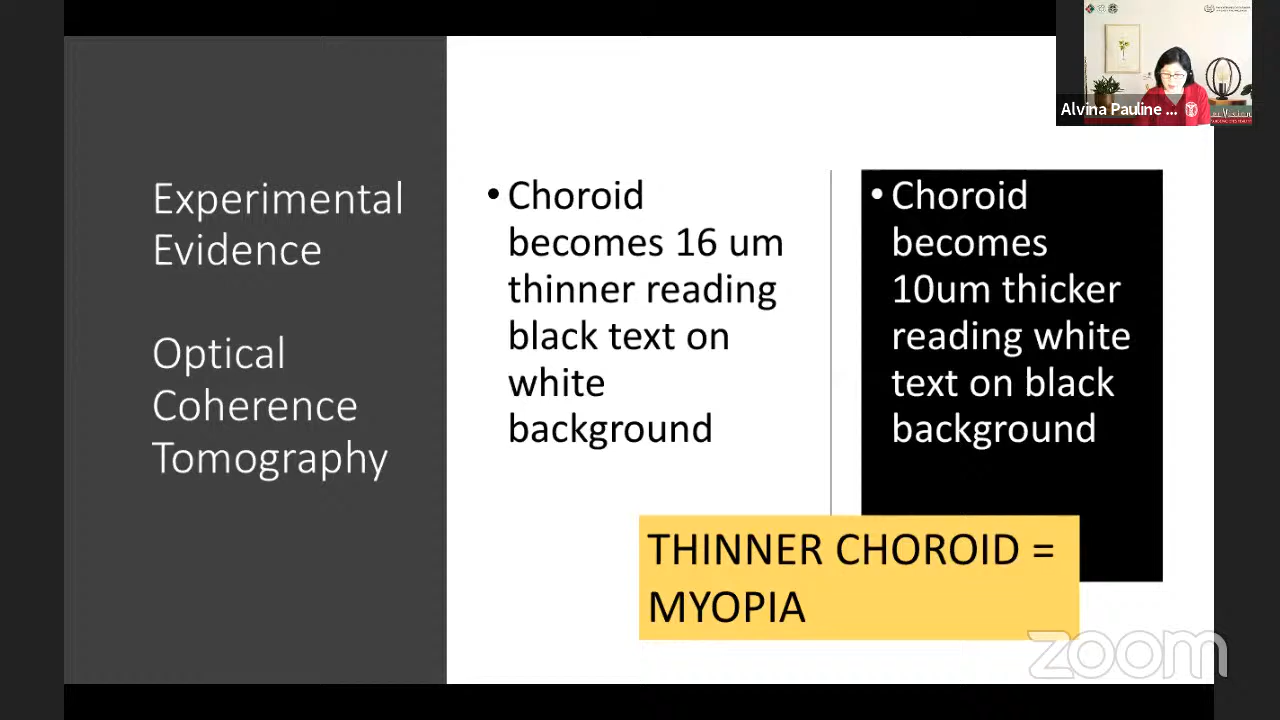 Experimental
Evidence
Optical
Coherence
Tomography
• Choroid
becomes 16 um
thinner reading
black text on
white
background
• Choroid
becomes
10um thicker
reading white
text on black
background
THINNER CHOROID =
MYOPIA
Alvina Pauline ...
zoom